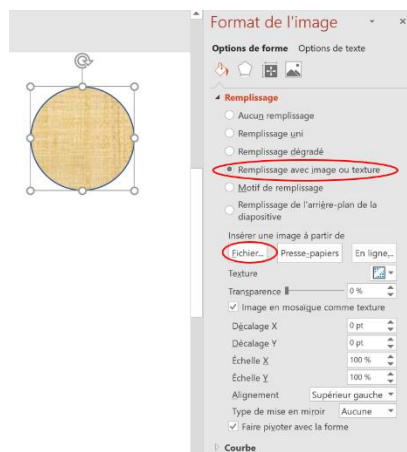 Format de l'image
Options de forme Options de texte
Remplissage
Aucun remplissage
Remplissage uni
Remplissage dégradé
Remplissage avec image ou texture
Motif de remplissage
Remplissage de l'arrière-plan de la
diapositive
Insérer une image à partir de
Fichier... Presse-papiers En ligne...
Texture
Transparence 0 %
Image en mosaïque comme texture
Décalage X 0 pt
Décalage Y 0 pt
Échelle X 100 %
Échelle Y 100 %
Alignement Supérieur gauche
Type de mise en miroir Aucune
Faire pivoter avec la forme
Courbe